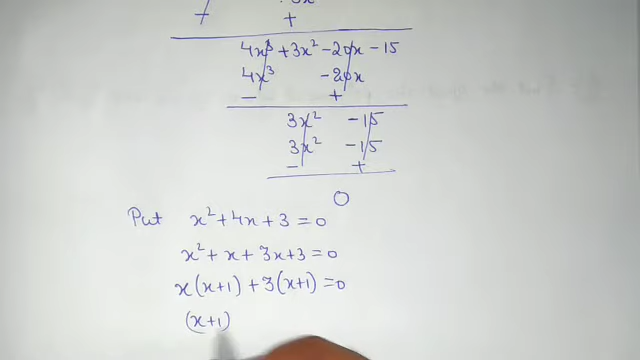 +
4x³ + 3x² - 20x - 15
4x³ - 20x
- +
3x² - 15
3x² - 15
- +
0
Put x² + 4x + 3 = 0
x² + x + 3x + 3 = 0
x(x+1) + 3(x+1) = 0
(x+1)